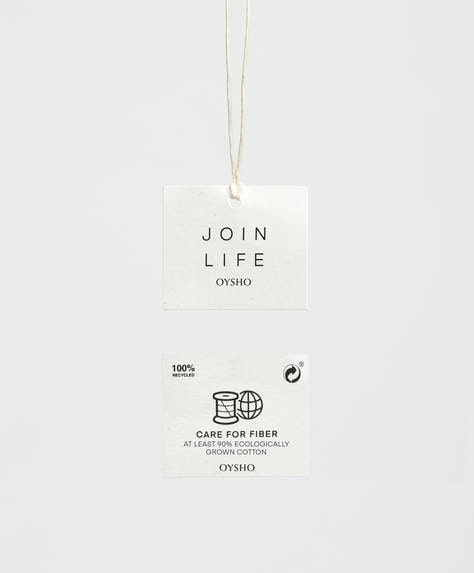 JOIN
LIFE
OYSHO
100%
RECYCLED
®
CARE FOR FIBER
AT LEAST 90% ECOLOGICALLY
GROWN COTTON
OYSHO